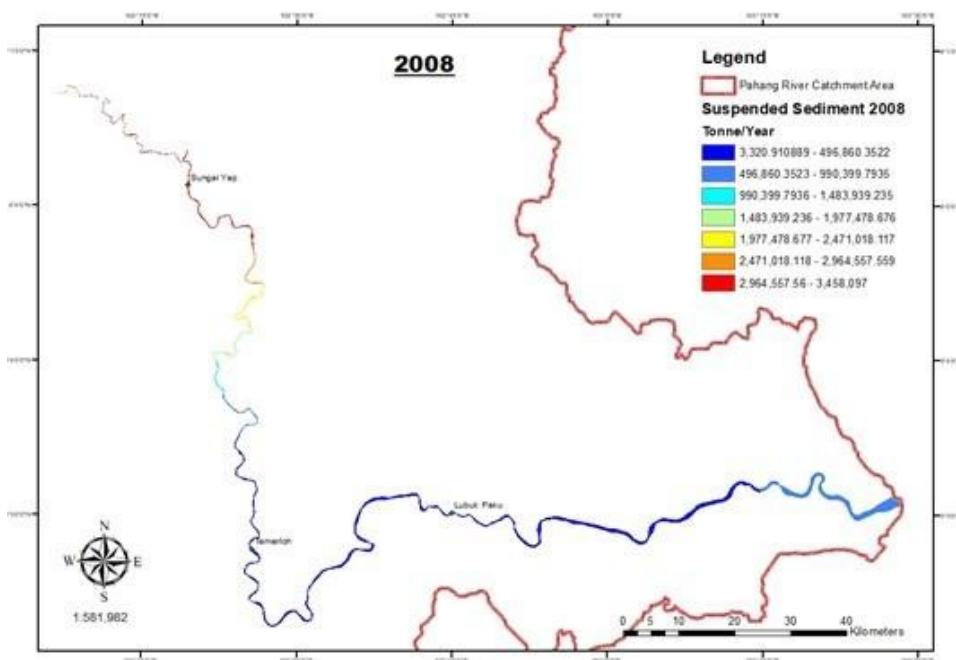 2008
Legend
Pahang River Catchment Area
Suspended Sediment 2008
Tonne/Year
3,320.910889 - 496,860.3522
496,860.3523 - 990,399.7935
990,399.7936 - 1,483,939.235
1,483,939.236 - 1,977,478.676
1,977,478.677 - 2,471,018.117
2,471,018.118 - 2,964,557.559
2,964,557.56 - 3,458,097
Sungai Yap
Lubuk Paku
Temerloh
N
W E
S
1:581,982
0 5 10 20 30 40
Kilometers